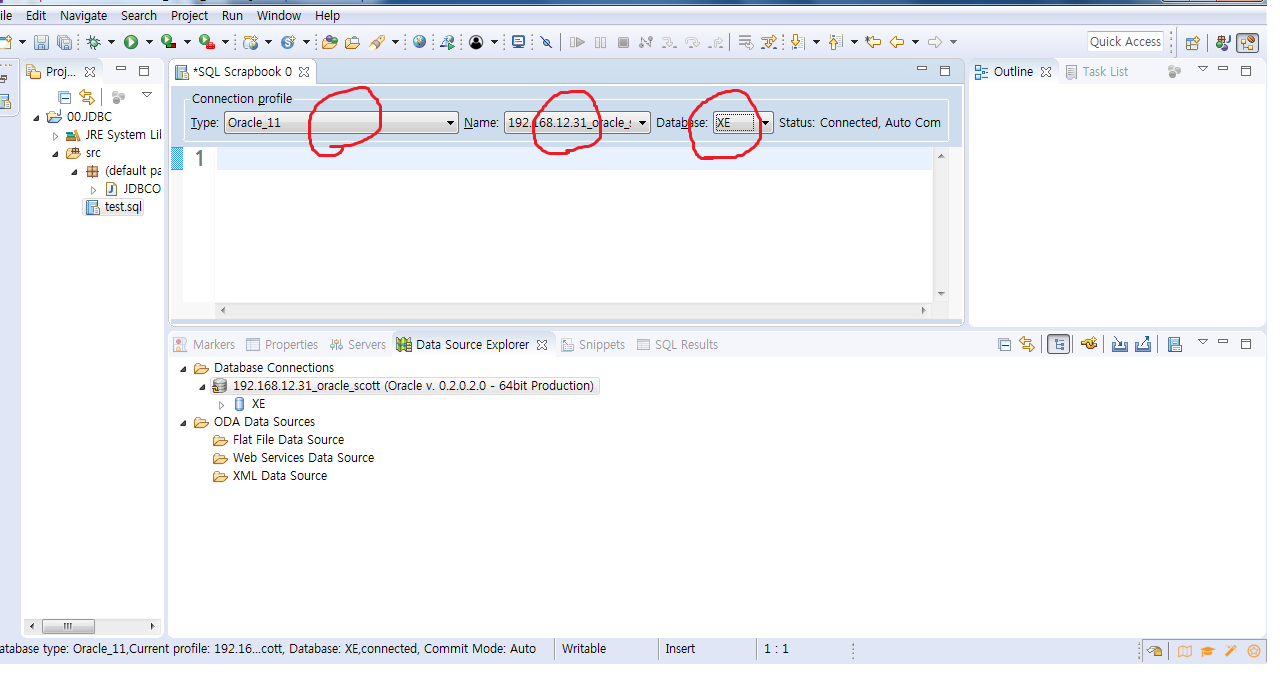 ile Edit Navigate Search Project Run Window Help
Quick Access
Proj...
*SQL Scrapbook 0
Outline
Task List
Connection profile
Type: Oracle_11 Name: 192.168.12.31_oracle_s Database: XE Status: Connected, Auto Com
1
00.JDBC
JRE System Lil
src
(default pa
JDBCO
test.sql
Markers Properties Servers Data Source Explorer Snippets SQL Results
Database Connections
192.168.12.31_oracle_scott (Oracle v. 0.2.0.2.0 - 64bit Production)
XE
ODA Data Sources
Flat File Data Source
Web Services Data Source
XML Data Source
atabase type: Oracle_11,Current profile: 192.16...cott, Database: XE,connected, Commit Mode: Auto Writable Insert 1 : 1